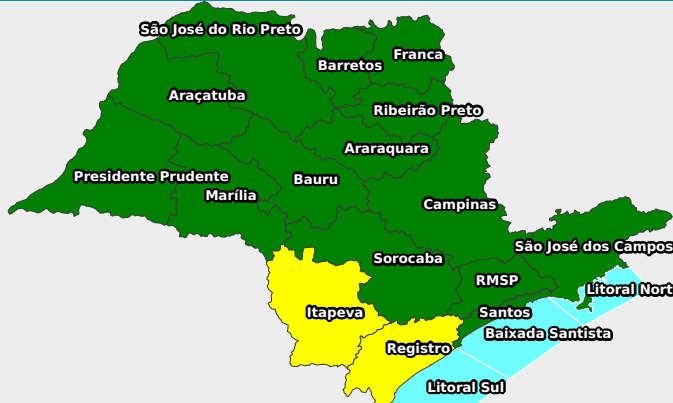 São José do Rio Preto
Franca
Barretos
Araçatuba
Ribeirão Preto
Araraquara
Presidente Prudente
Bauru
Marília
Campinas
São José dos Campos
Sorocaba
RMSP
Litoral Nort
Itapeva
Santos
Baixada Santista
Registro
Litoral Sul